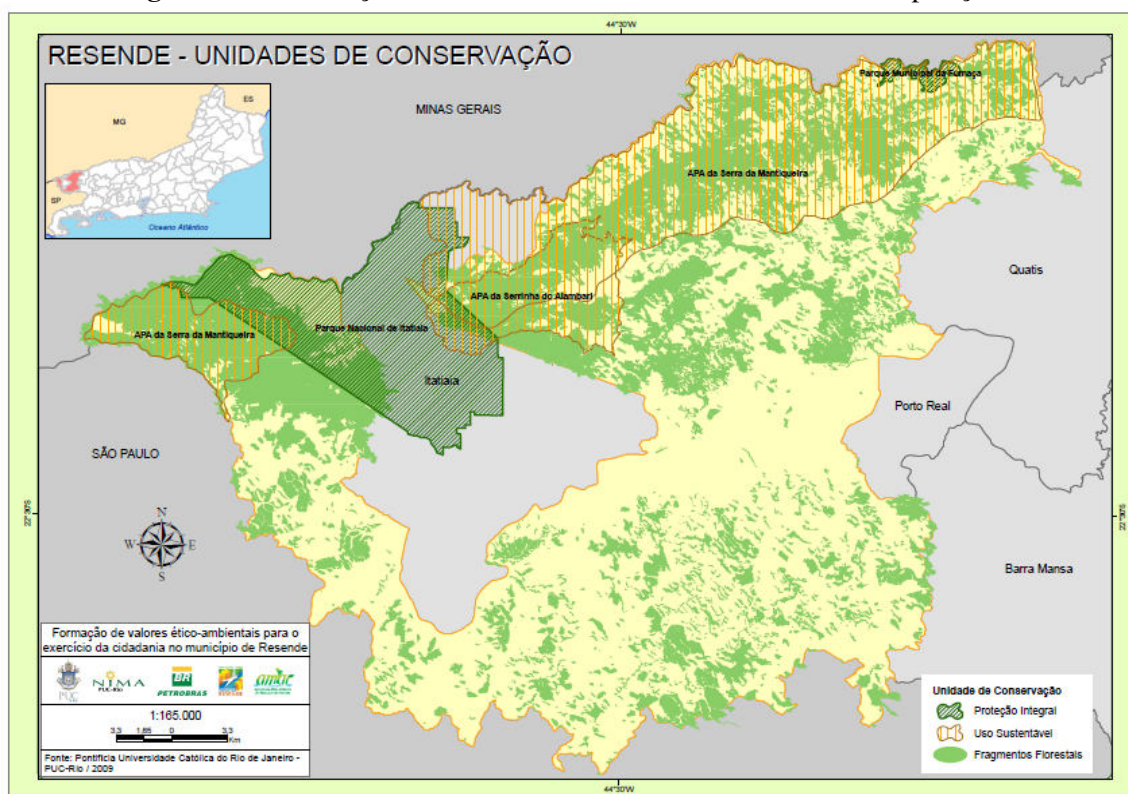 44°30'W
RESENDE - UNIDADES DE CONSERVAÇÃO
MG
ES
SP
Oceano Atlântico
MINAS GERAIS
Parque Municipal da Fumaça
APA da Serra da Mantiqueira
Quatis
APA da Serrinha do Alambari
Parque Nacional de Itatiaia
APA da Serra da Mantiqueira
Itatiaia
Porto Real
SÃO PAULO
22°30'S
22°30'S
N
W E
S
Barra Mansa
Formação de valores ético-ambientais para o
exercício da cidadania no município de Resende
PUC
NIMA
PUC-Rio
BR
PETROBRAS
amar
1:165.000
3,3 1,65 0 3,3
Km
Fonte: Pontifícia Universidade Católica do Rio de Janeiro -
PUC-Rio / 2009
Unidade de Conservação
Proteção Integral
Uso Sustentável
Fragmentos Florestais
44°30'W